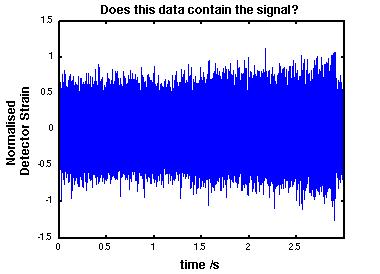 Does this data contain the signal?
1.5
1
0.5
0
-0.5
-1
-1.5
Normalised
Detector Strain
0 0.5 1 1.5 2 2.5
time /s